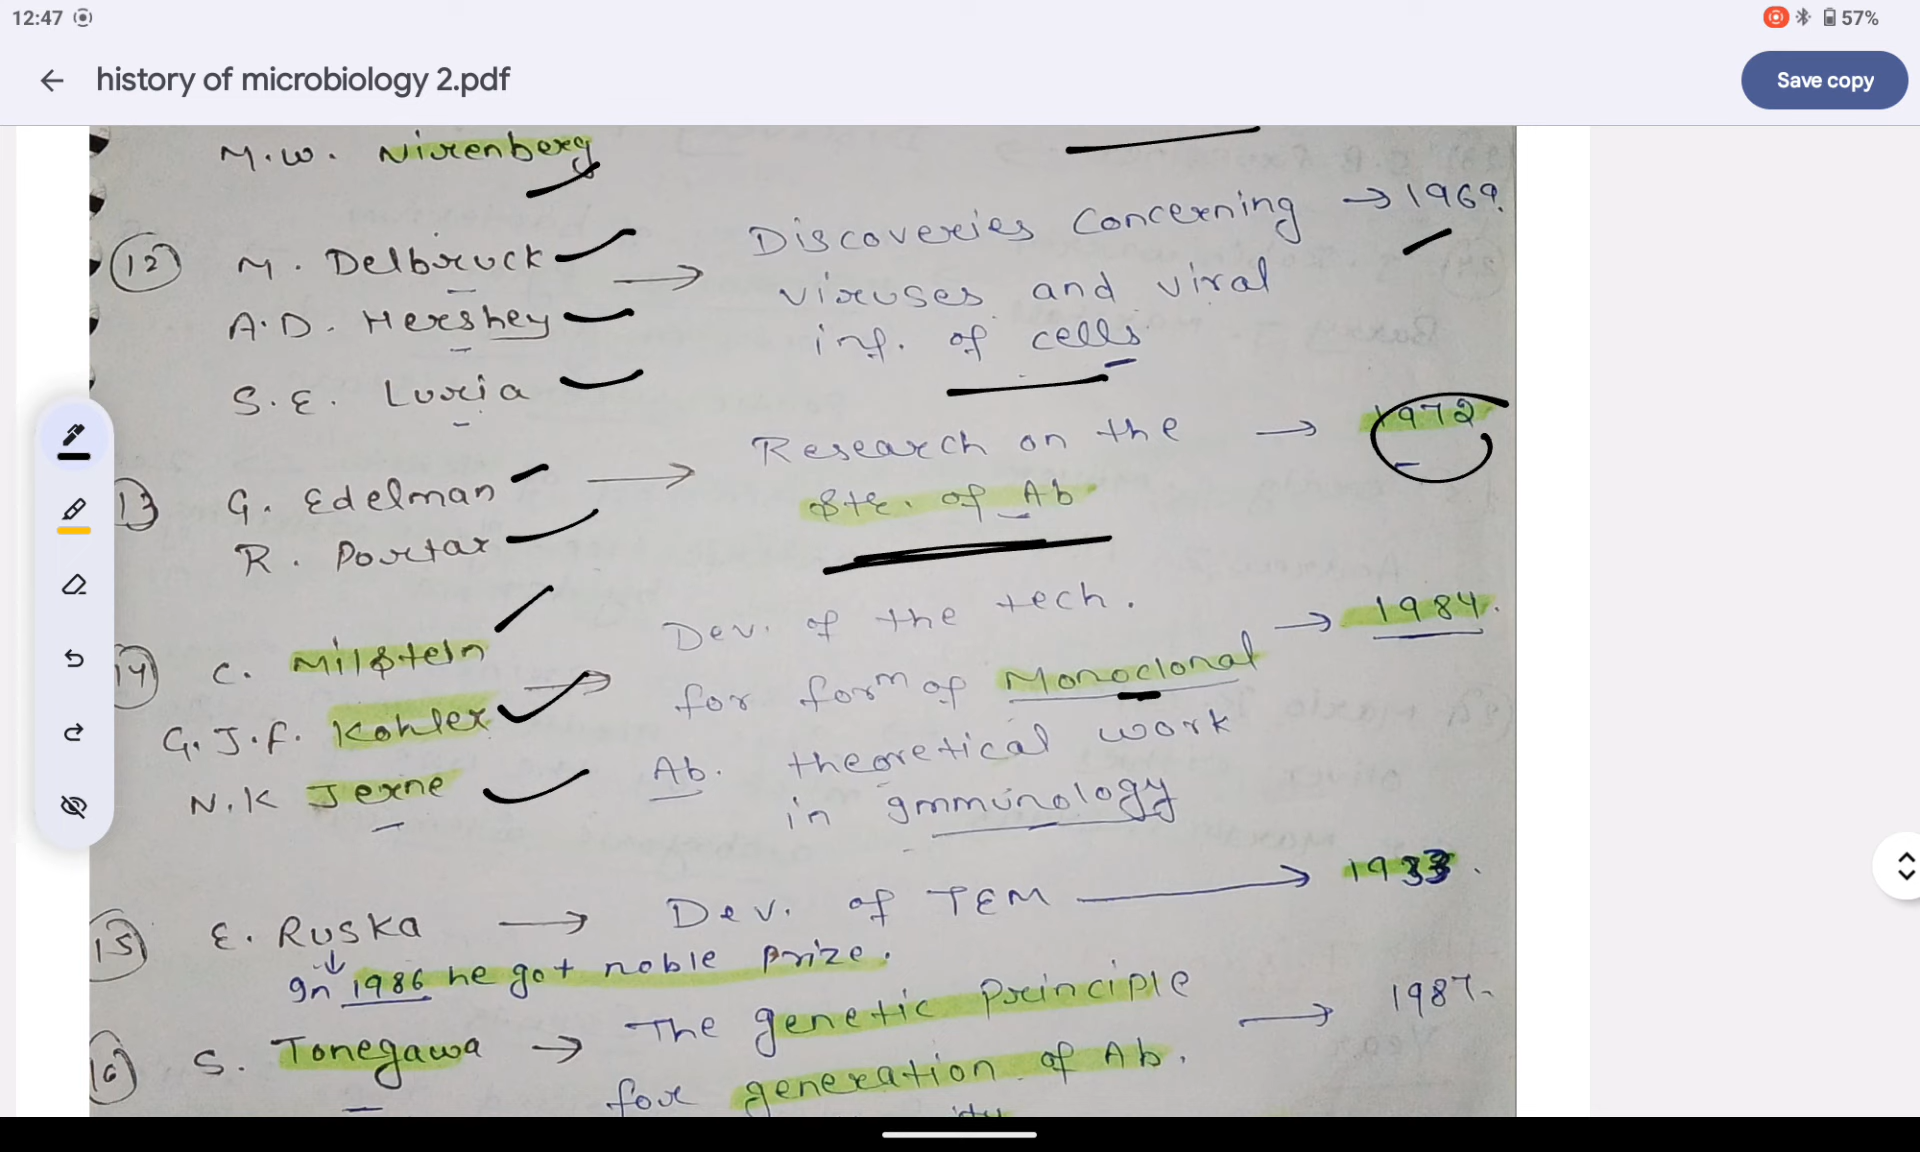 12:47
57%
history of microbiology 2.pdf
Save copy
M.W. Nirenberg
(12) M. Delbruck → Discoveries Concerning → 1969.
A.D. Hershey viruses and viral
S.E. Luria inf. of cells
(13) G. Edelman → Research on the → 1972
R. Portar Str. of Ab
(14) C. Milstein → Dev. of the tech. → 1984.
G.J.F. Kohler for form of Monoclonal
N.K Jerne Ab. theoretical work
in Immunology
(15) E. Ruska → Dev. of TEM → 1933.
In 1986 he got noble prize.
(16) S. Tonegawa → The genetic principle → 1987.
for generation of Ab.